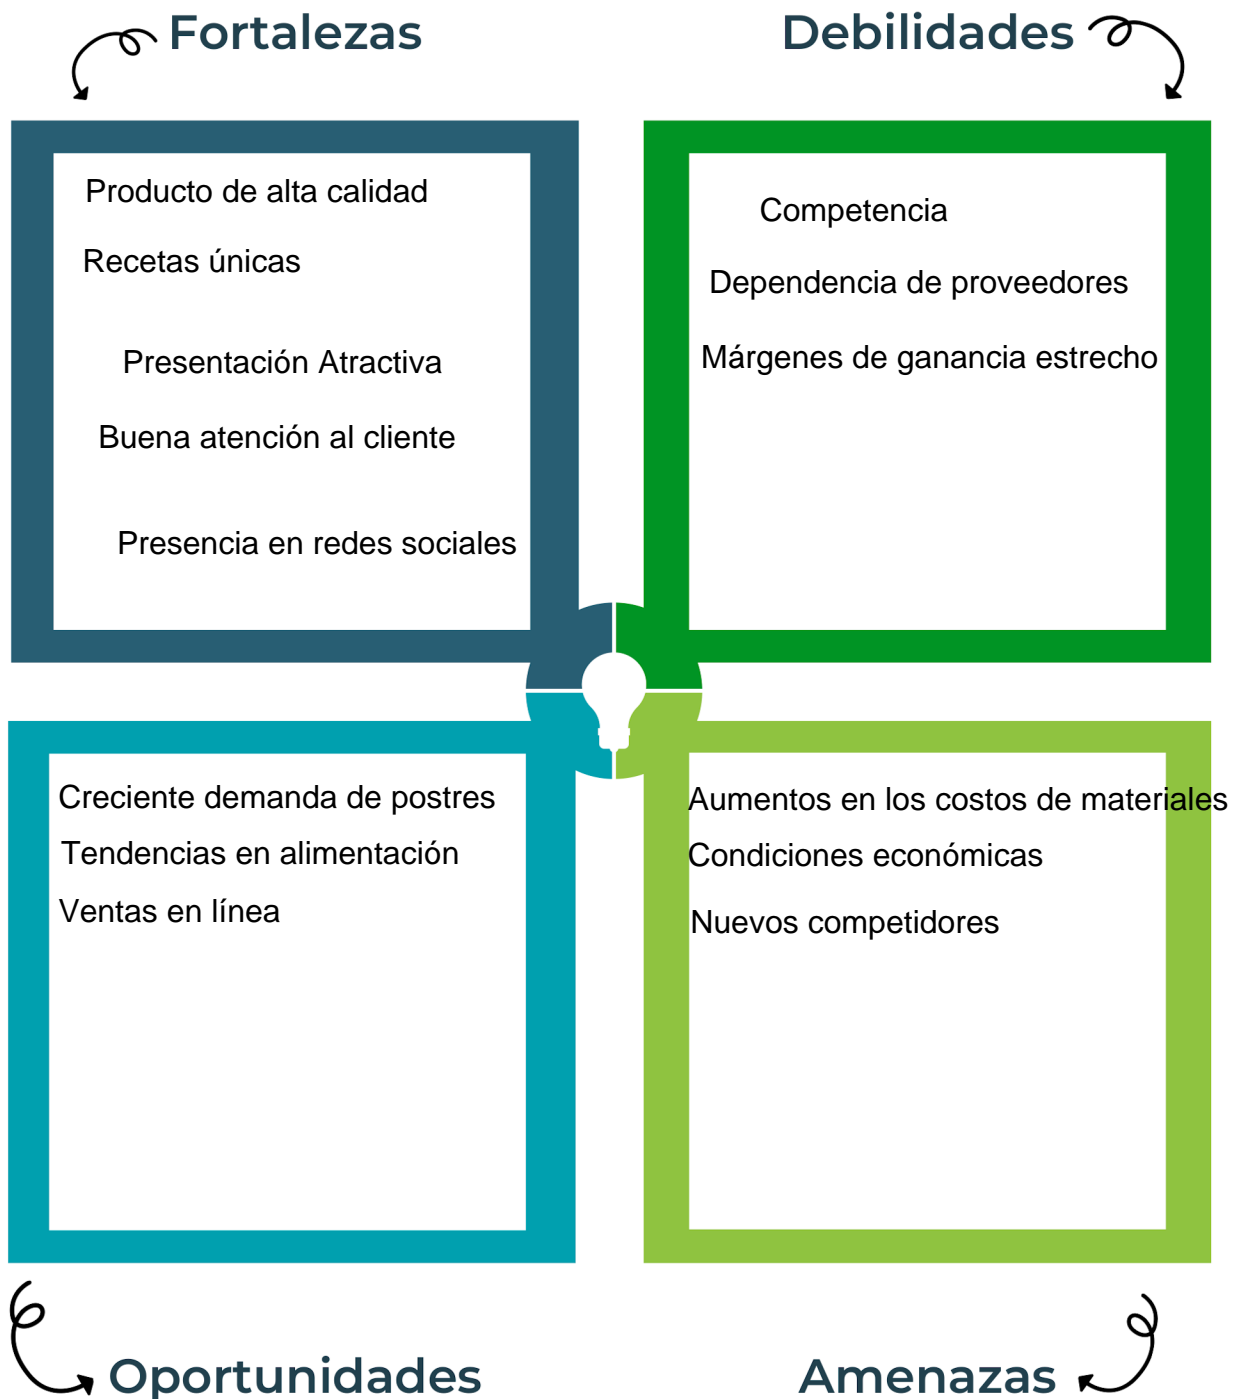 Fortalezas
Producto de alta calidad
Recetas únicas
Presentación Atractiva
Buena atención al cliente
Presencia en redes sociales
Debilidades
Competencia
Dependencia de proveedores
Márgenes de ganancia estrecho
Creciente demanda de postres
Tendencias en alimentación
Ventas en línea
Oportunidades
Aumentos en los costos de materiales
Condiciones económicas
Nuevos competidores
Amenazas